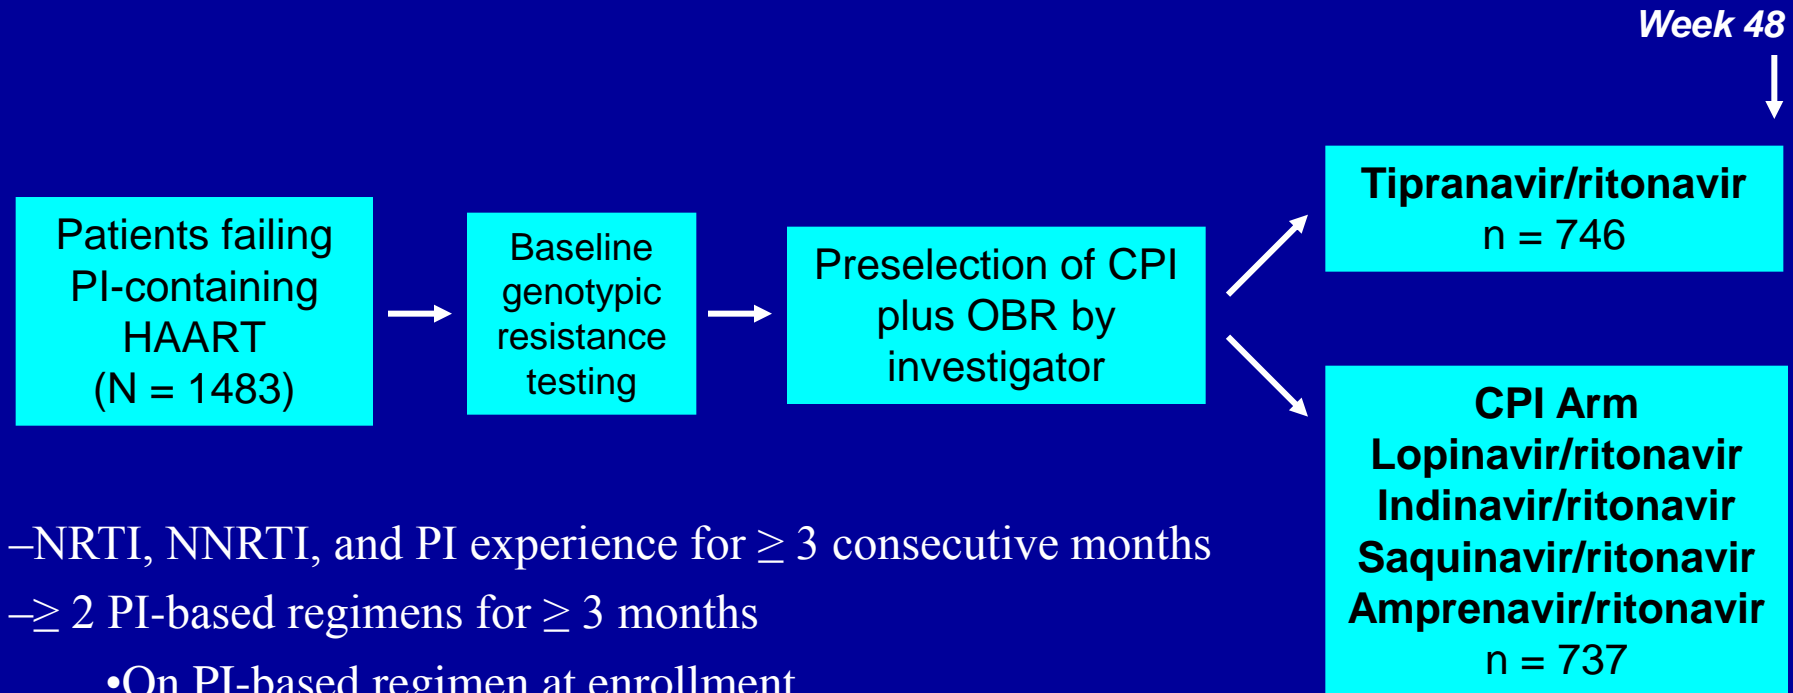 Week 48
Patients failing
PI-containing
HAART
(N = 1483)
Baseline
genotypic
resistance
testing
Preselection of CPI
plus OBR by
investigator
Tipranavir/ritonavir
n = 746
CPI Arm
Lopinavir/ritonavir
Indinavir/ritonavir
Saquinavir/ritonavir
Amprenavir/ritonavir
n = 737
–NRTI, NNRTI, and PI experience for ≥ 3 consecutive months
–≥ 2 PI-based regimens for ≥ 3 months
•On PI-based regimen at enrollment